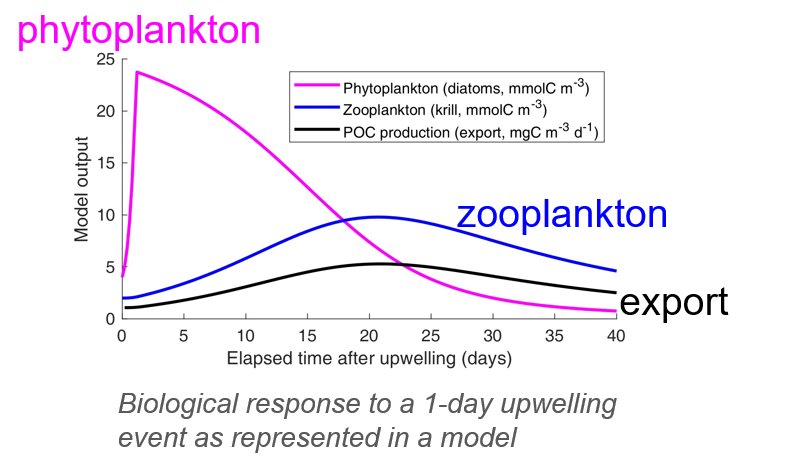 phytoplankton
25
20
15
10
5
0
Model output
Phytoplankton (diatoms, mmolC m⁻³)
Zooplankton (krill, mmolC m⁻³)
POC production (export, mgC m⁻³ d⁻¹)
zooplankton
export
0 5 10 15 20 25 30 35 40
Elapsed time after upwelling (days)
Biological response to a 1-day upwelling
event as represented in a model